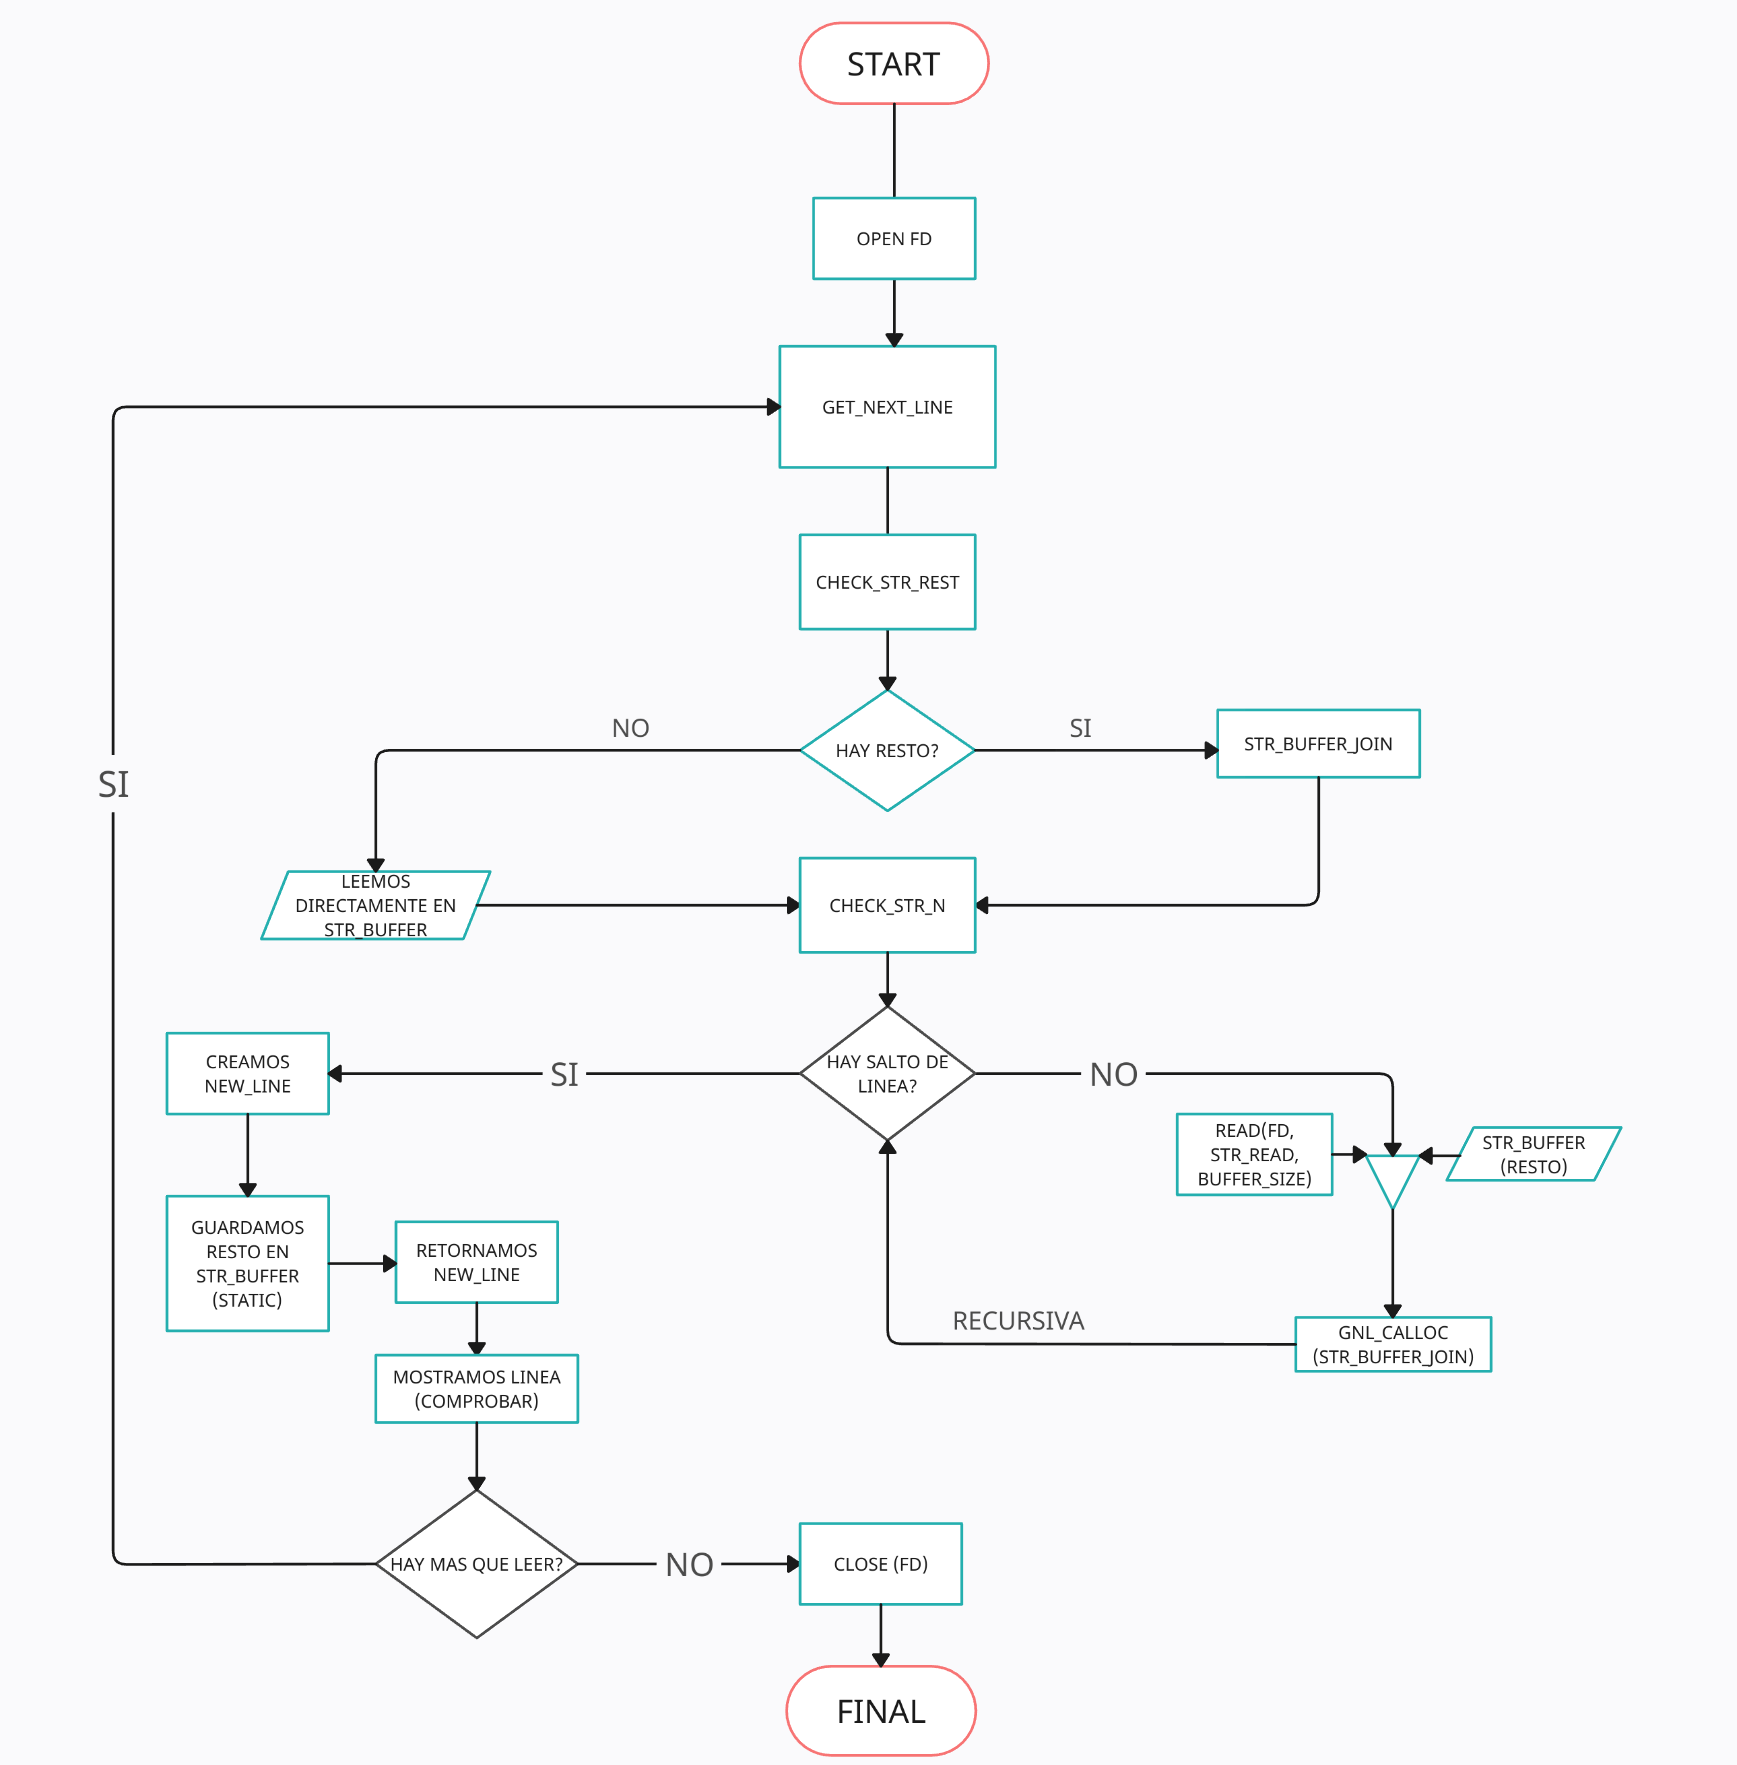 START
OPEN FD
GET_NEXT_LINE
CHECK_STR_REST
HAY RESTO?
NO
SI
STR_BUFFER_JOIN
SI
LEEMOS
DIRECTAMENTE EN
STR_BUFFER
CHECK_STR_N
HAY SALTO DE
LINEA?
SI
NO
CREAMOS
NEW_LINE
READ(FD,
STR_READ,
BUFFER_SIZE)
STR_BUFFER
(RESTO)
GUARDAMOS
RESTO EN
STR_BUFFER
(STATIC)
RETORNAMOS
NEW_LINE
RECURSIVA
GNL_CALLOC
(STR_BUFFER_JOIN)
MOSTRAMOS LINEA
(COMPROBAR)
HAY MAS QUE LEER?
NO
CLOSE (FD)
FINAL